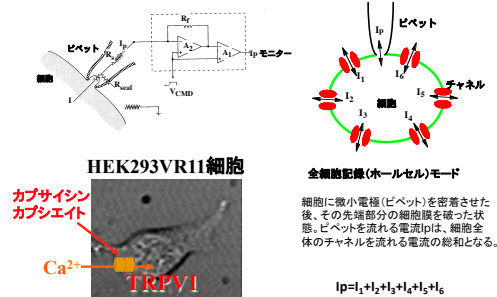 ピペット
Ip
Rs
細胞
Rseal
I
Rf
A2
A1
Ip モニター
VCMD
HEK293VR11細胞
カプサイシン
カプシエイト
Ca2+
TRPV1
ピペット
Ip
I1
I6
チャネル
I2
細胞
I5
I3
I4
全細胞記録(ホールセル)モード
細胞に微小電極(ピペット)を密着させた
後、その先端部分の細胞膜を破った状
態。ピペットを流れる電流Ipは、細胞全
体のチャネルを流れる電流の総和となる。
Ip=I1+I2+I3+I4+I5+I6